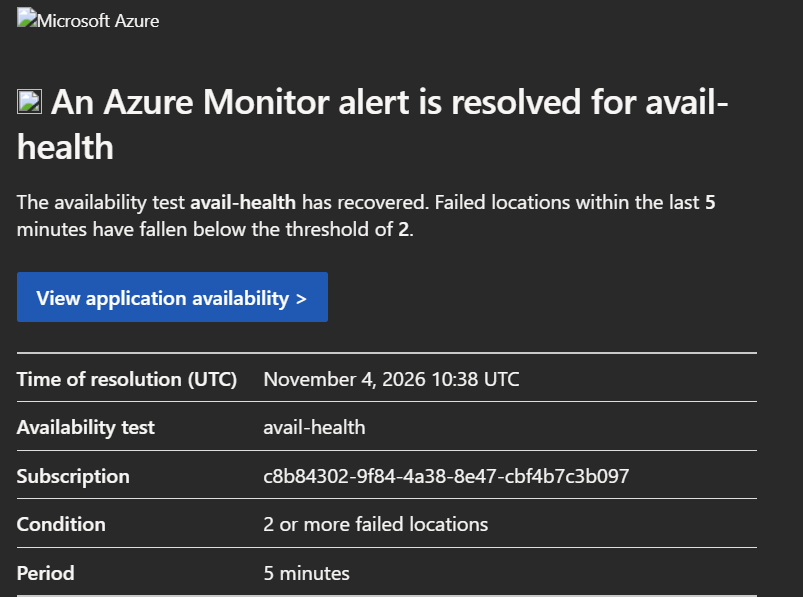 Microsoft Azure
An Azure Monitor alert is resolved for avail-
health
The availability test avail-health has recovered. Failed locations within the last 5
minutes have fallen below the threshold of 2.
View application availability >
Time of resolution (UTC) November 4, 2026 10:38 UTC
Availability test avail-health
Subscription c8b84302-9f84-4a38-8e47-cbf4b7c3b097
Condition 2 or more failed locations
Period 5 minutes